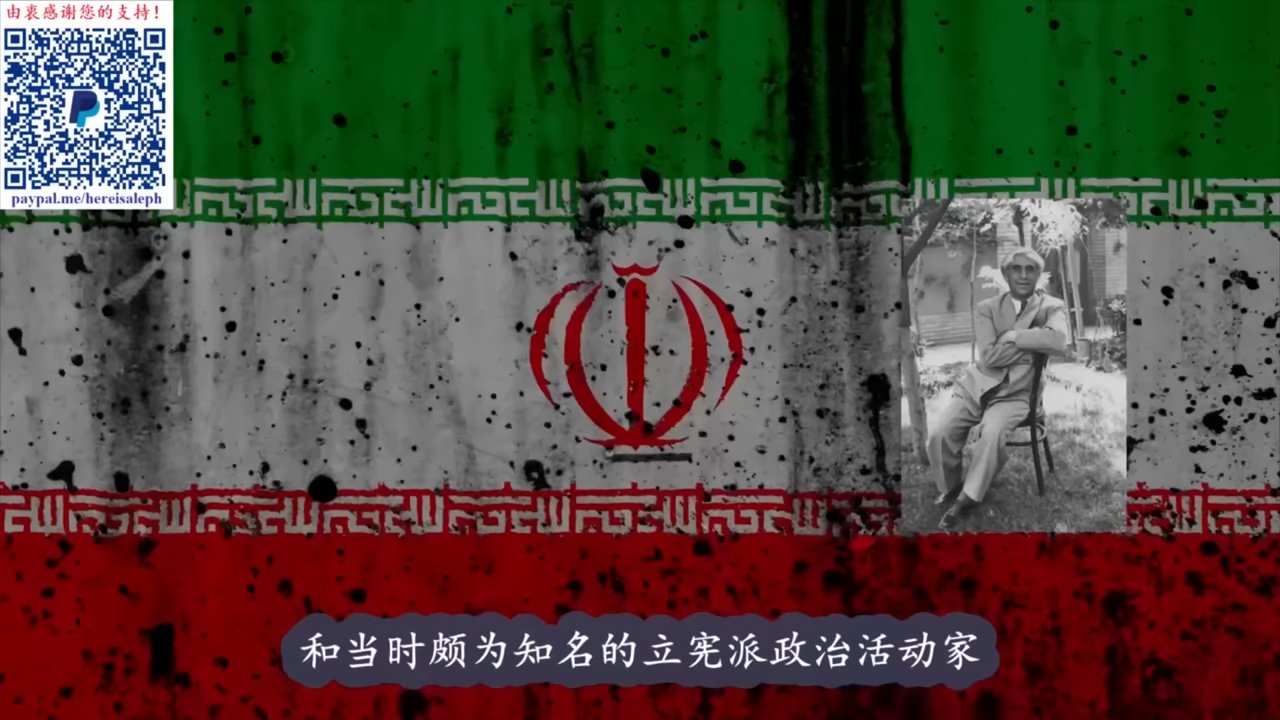 由衷感谢您的支持！
paypal.me/hereisaleph
和当时颇为知名的立宪派政治活动家